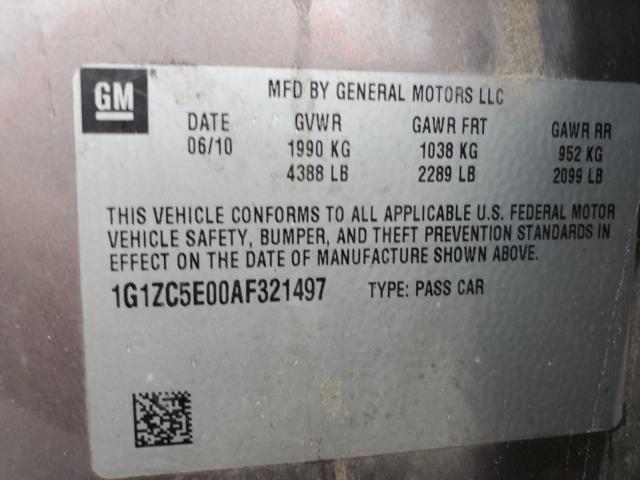 GM
MFD BY GENERAL MOTORS LLC
DATE GVWR GAWR FRT GAWR RR
06/10 1990 KG 1038 KG 952 KG
4388 LB 2289 LB 2099 LB
THIS VEHICLE CONFORMS TO ALL APPLICABLE U.S. FEDERAL MOTOR
VEHICLE SAFETY, BUMPER, AND THEFT PREVENTION STANDARDS IN
EFFECT ON THE DATE OF MANUFACTURE SHOWN ABOVE.
1G1ZC5E00AF321497 TYPE: PASS CAR